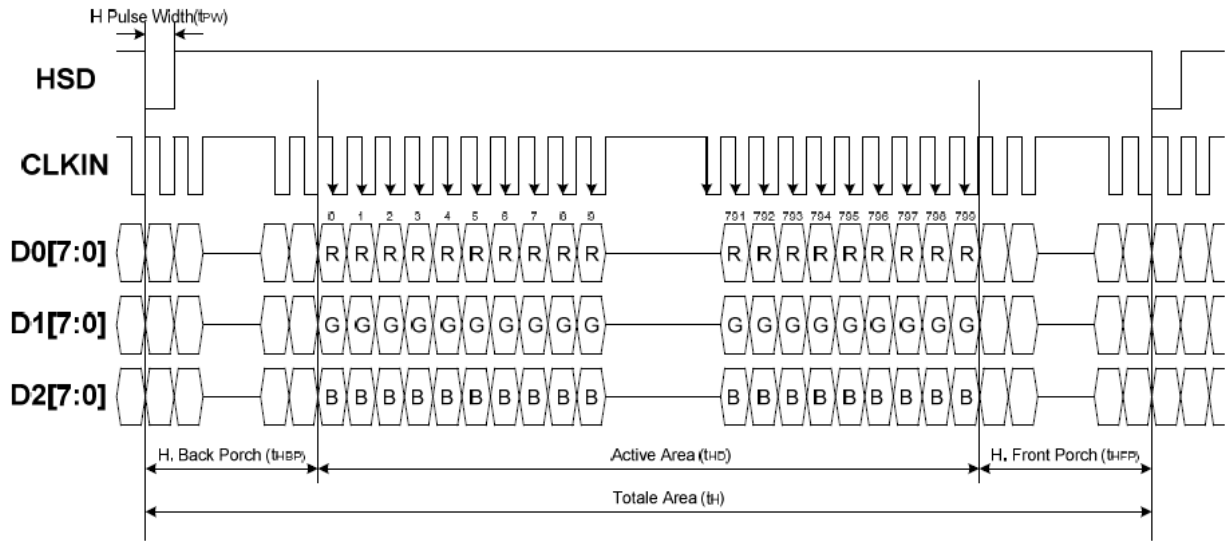 H Pulse Width(tPW)
HSD
CLKIN
0 1 2 3 4 5 6 7 8 9 791 792 793 794 795 796 797 798 799
D0[7:0] R R R R R R R R R R R R R R R R R R R
D1[7:0] G G G G G G G G G G G G G G G G G G G
D2[7:0] B B B B B B B B B B B B B B B B B B B
H. Back Porch (tHBP) Active Area (tHD) H. Front Porch (tHFP)
Totale Area (tH)